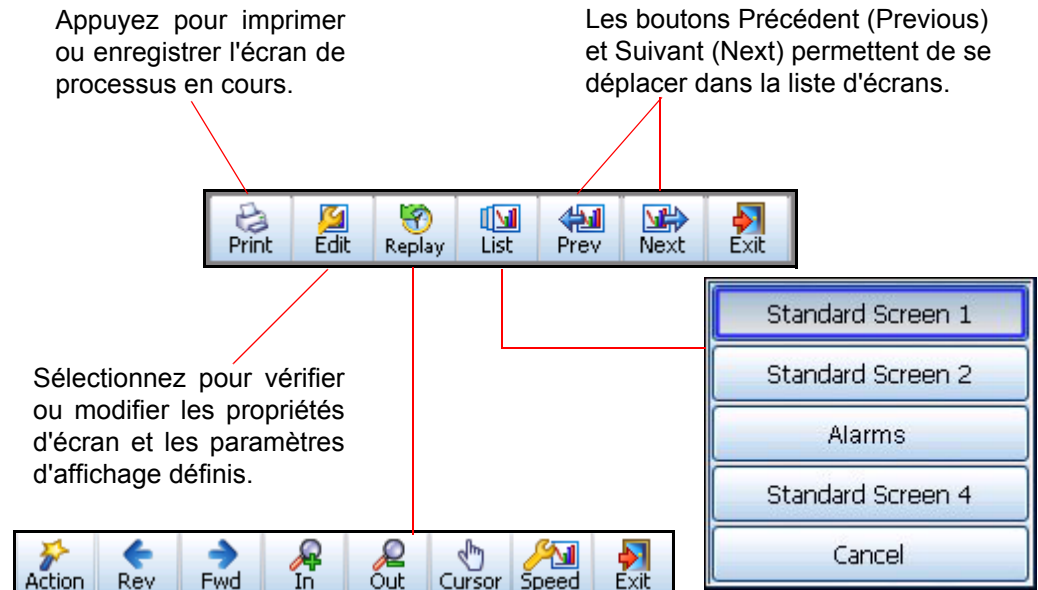 Appuyez pour imprimer
ou enregistrer l'écran de
processus en cours.
Les boutons Précédent (Previous)
et Suivant (Next) permettent de se
déplacer dans la liste d'écrans.
Print Edit Replay List Prev Next Exit
Standard Screen 1
Standard Screen 2
Alarms
Standard Screen 4
Cancel
Sélectionnez pour vérifier
ou modifier les propriétés
d'écran et les paramètres
d'affichage définis.
Action Rev Fwd In Out Cursor Speed Exit